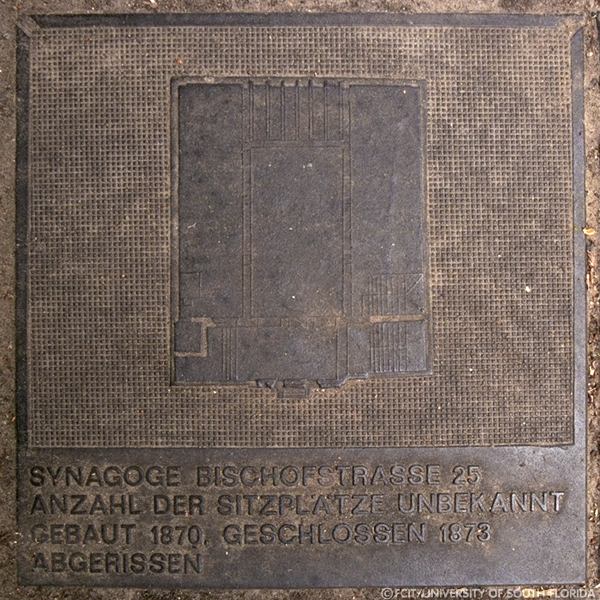 SYNAGOGE BISCHOFSTRASSE 25
ANZAHL DER SITZPLÄTZE UNBEKANNT
GEBAUT 1870, GESCHLOSSEN 1873
ABGERISSEN
© FCIT/UNIVERSITY OF SOUTH FLORIDA